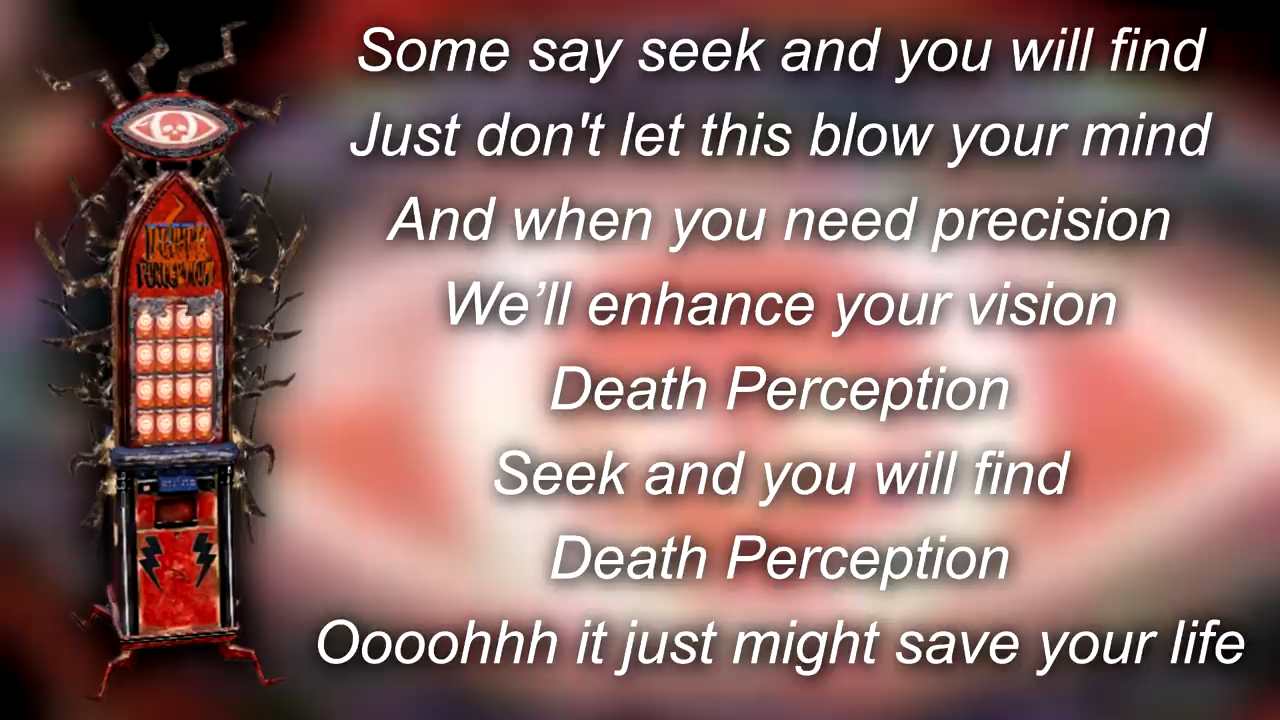 Some say seek and you will find
Just don't let this blow your mind
And when you need precision
We’ll enhance your vision
Death Perception
Seek and you will find
Death Perception
Oooohhh it just might save your life
DEATH
PERCEPTION